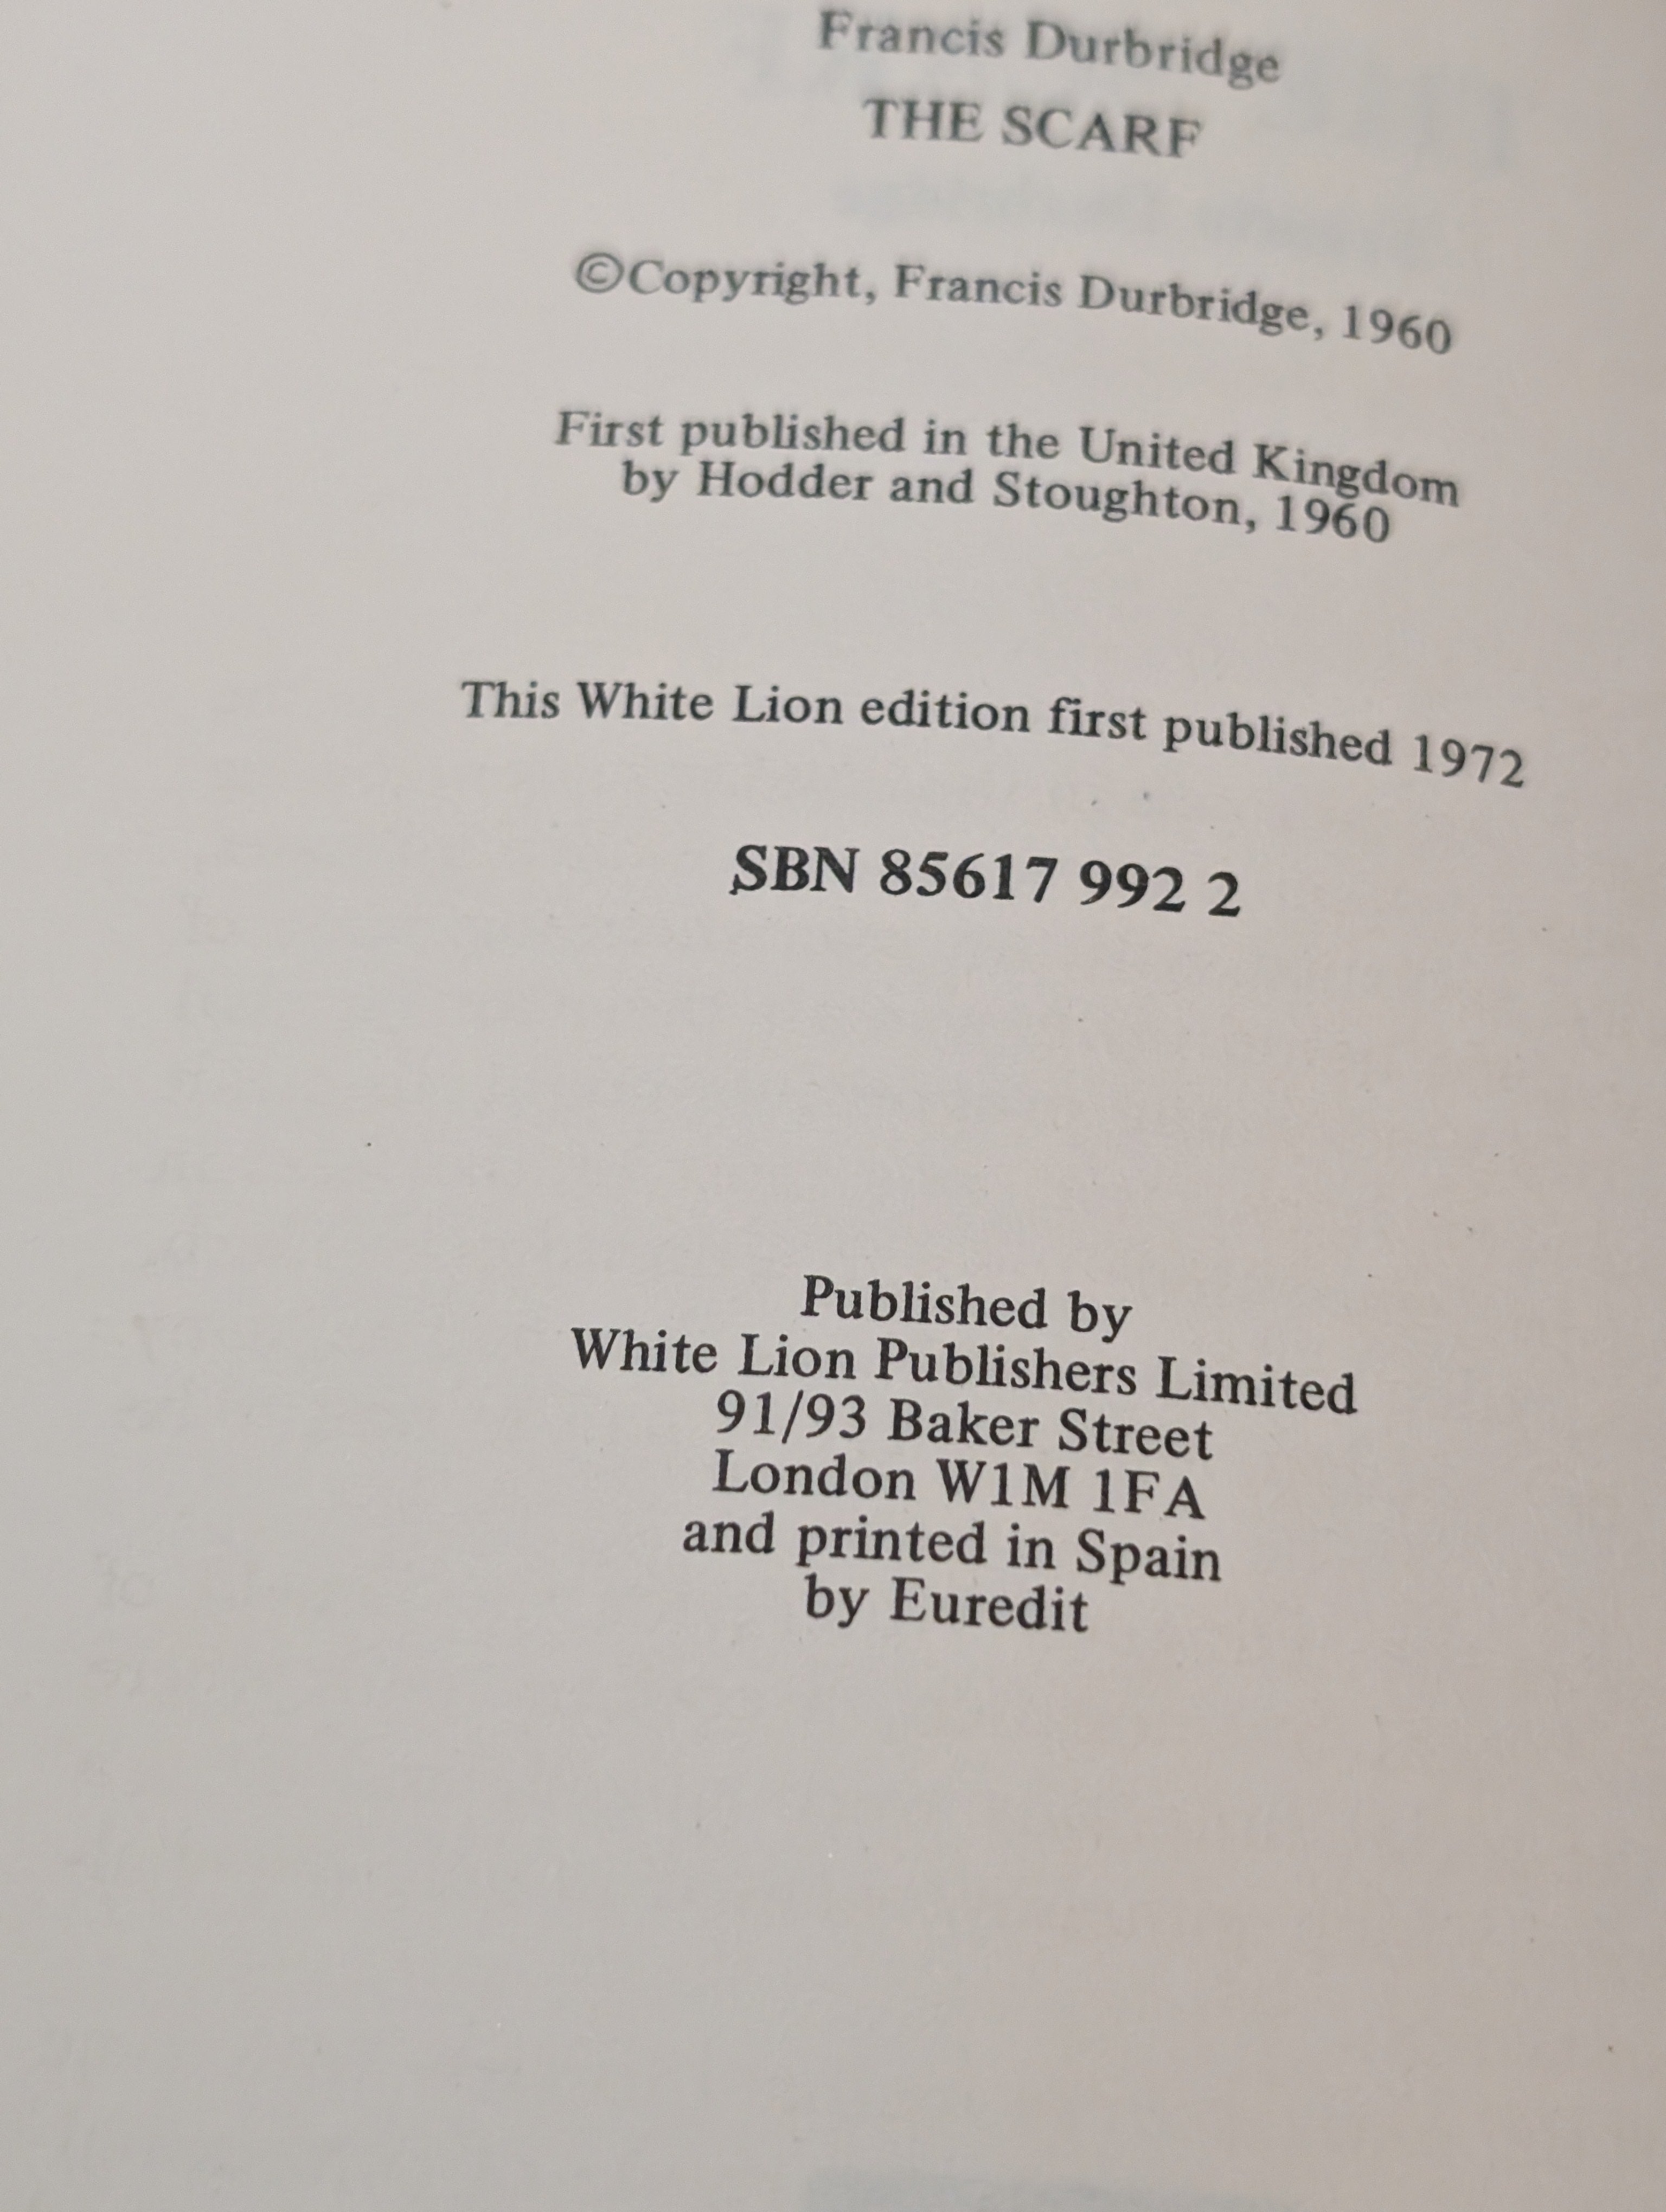 Francis Durbridge
THE SCARF
©Copyright, Francis Durbridge, 1960
First published in the United Kingdom
by Hodder and Stoughton, 1960
This White Lion edition first published 1972
SBN 85617 992 2
Published by
White Lion Publishers Limited
91/93 Baker Street
London W1M 1FA
and printed in Spain
by Euredit